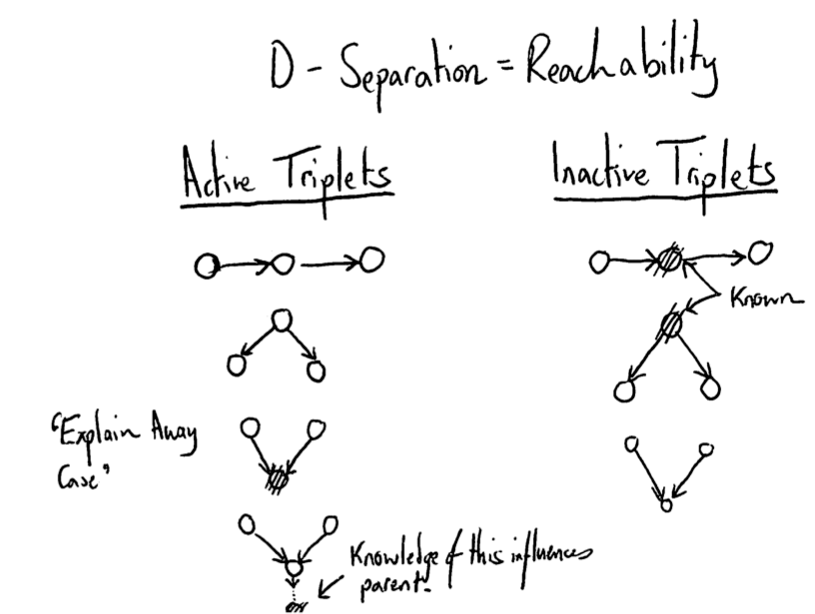 D - Separation = Reachability
Active Triplets
Inactive Triplets
Known
"Explain Away
Case"
Knowledge of this influences
parent.